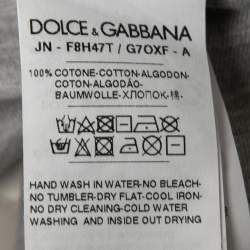 DOLCE & GABBANA
JN - F8H47T / G7OXF - A
100% COTONE-COTTON-ALGODON-
COTON-ALGODÃO-
BAUMWOLLE-ХЛОПОК-棉-
HAND WASH IN WATER-NO BLEACH-
NO TUMBLER-DRY FLAT-COOL IRON-
NO DRY CLEANING-COLD WATER
WASHING AND INSIDE OUT DRYING